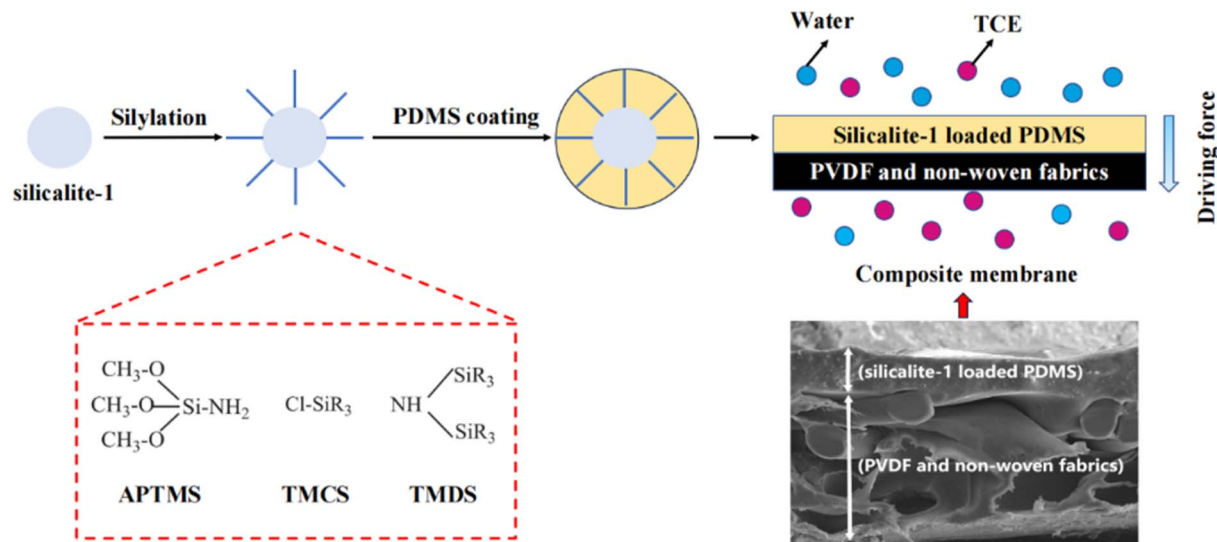 Water
TCE
Silylation
PDMS coating
silicalite-1
Silicalite-1 loaded PDMS
PVDF and non-woven fabrics
Driving force
Composite membrane
CH₃-O
CH₃-O
CH₃-O
Si-NH₂
Cl-SiR₃
NH
SiR₃
SiR₃
APTMS
TMCS
TMDS
(silicalite-1 loaded PDMS)
(PVDF and non-woven fabrics)